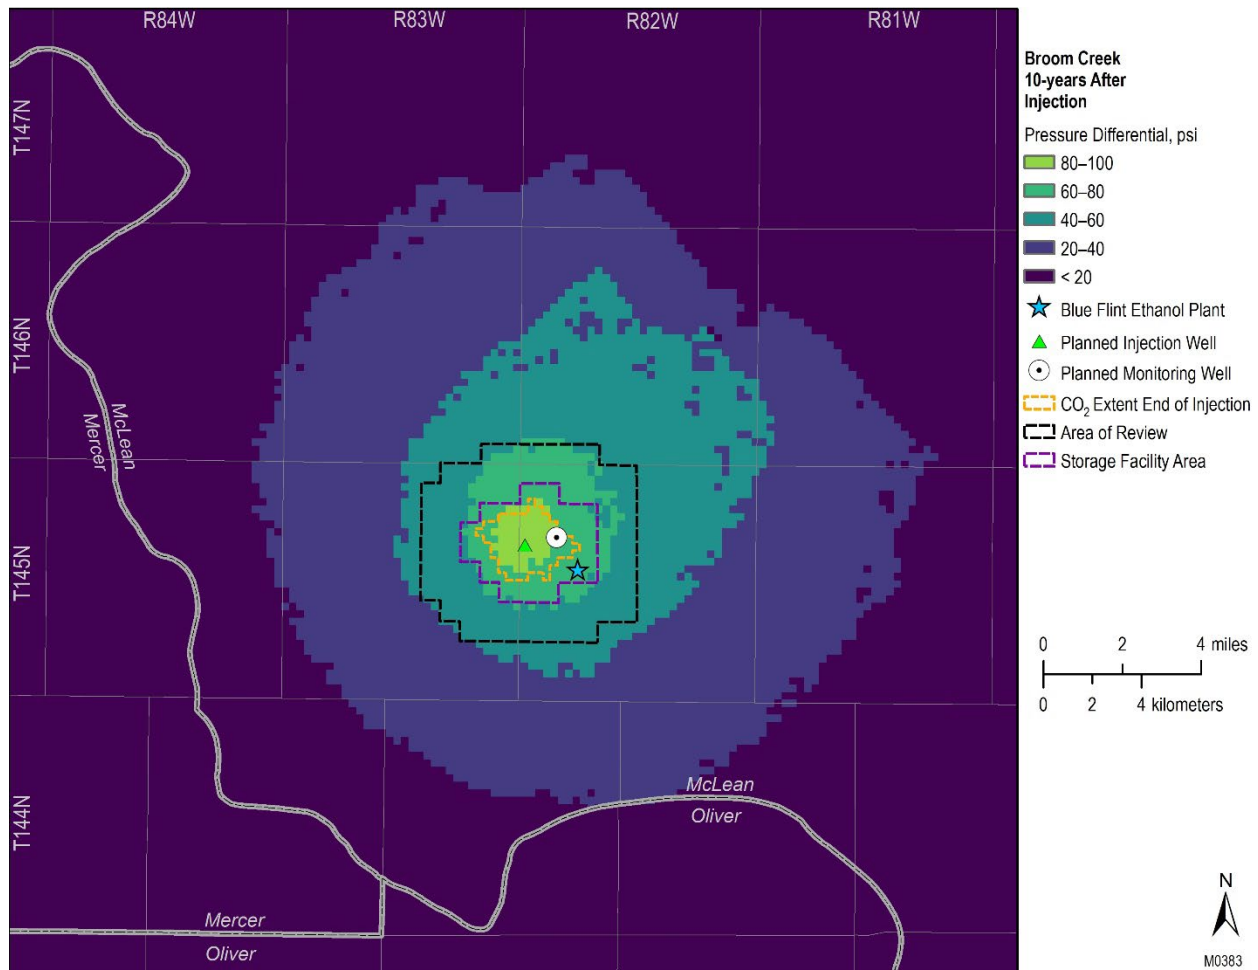 R84W
R83W
R82W
R81W
T147N
T146N
T145N
T144N
McLean
Mercer
McLean
Oliver
Mercer
Oliver
Broom Creek
10-years After
Injection
Pressure Differential, psi
80–100
60–80
40–60
20–40
< 20
Blue Flint Ethanol Plant
Planned Injection Well
Planned Monitoring Well
CO₂ Extent End of Injection
Area of Review
Storage Facility Area
0 2 4 miles
0 2 4 kilometers
N
M0383